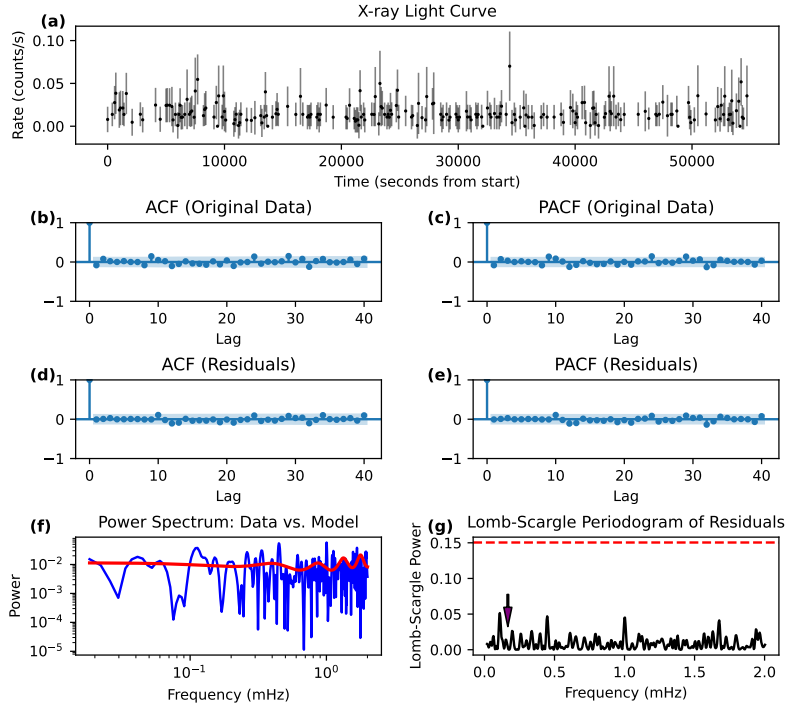 (a)
X-ray Light Curve
Rate (counts/s)
0.10
0.05
0.00
0 10000 20000 30000 40000 50000
Time (seconds from start)
(b)
ACF (Original Data)
1
0
−1
0 10 20 30 40
Lag
(c)
PACF (Original Data)
1
0
−1
0 10 20 30 40
Lag
(d)
ACF (Residuals)
1
0
−1
0 10 20 30 40
Lag
(e)
PACF (Residuals)
1
0
−1
0 10 20 30 40
Lag
(f)
Power Spectrum: Data vs. Model
Power
10⁻²
10⁻³
10⁻⁴
10⁻⁵
10⁻¹ 10⁰
Frequency (mHz)
(g)
Lomb-Scargle Periodogram of Residuals
Lomb-Scargle Power
0.15
0.10
0.05
0.00
0.0 0.5 1.0 1.5 2.0
Frequency (mHz)